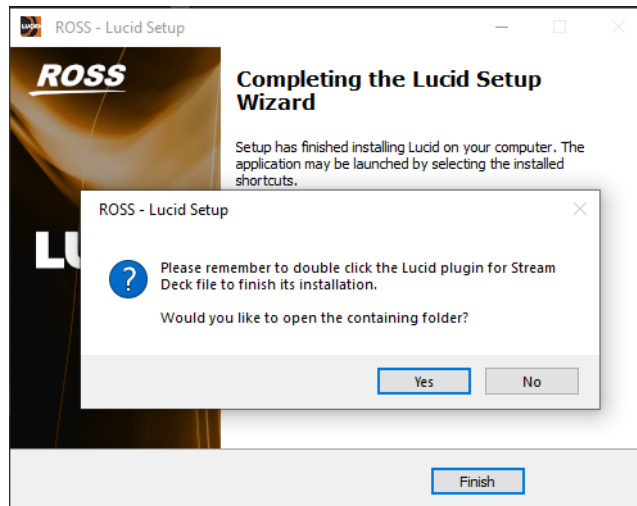 ROSS - Lucid Setup
ROSS
Completing the Lucid Setup
Wizard
Setup has finished installing Lucid on your computer. The
application may be launched by selecting the installed
shortcuts.
ROSS - Lucid Setup
Please remember to double click the Lucid plugin for Stream
Deck file to finish its installation.
Would you like to open the containing folder?
Yes
No
Finish